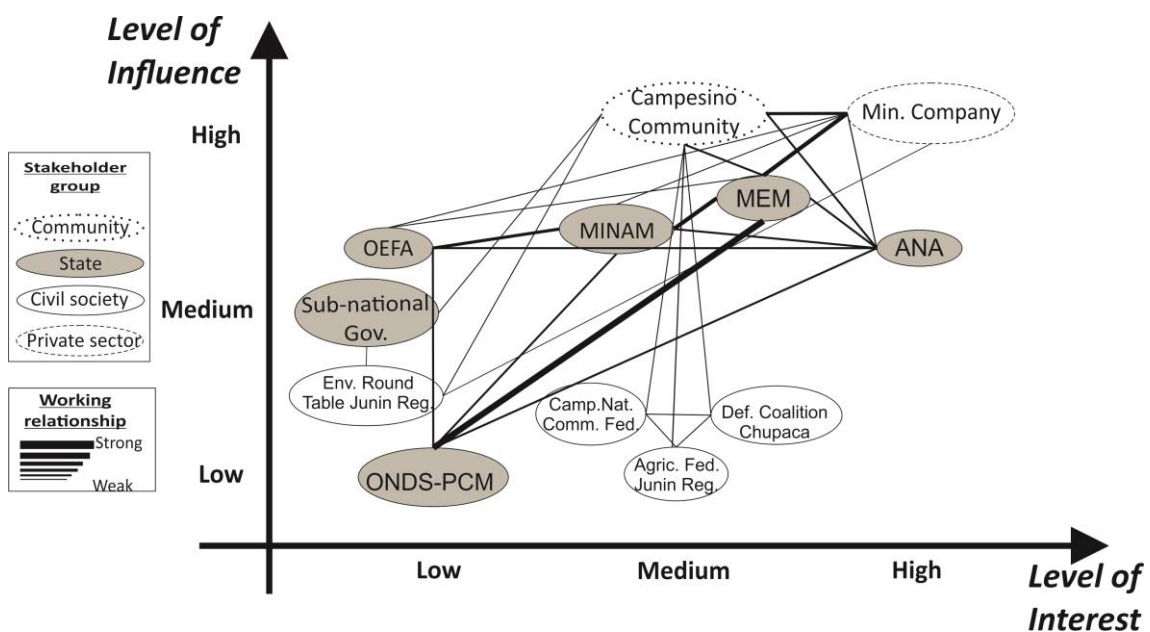 Level of
Influence
High
Medium
Low
Stakeholder
group
Community
State
Civil society
Private sector
Working
relationship
Strong
Weak
Campesino
Community
Min. Company
MEM
MINAM
OEFA
ANA
Sub-national
Gov.
Env. Round
Table Junin Reg.
Camp.Nat.
Comm. Fed.
Def. Coalition
Chupaca
Agric. Fed.
Junin Reg.
ONDS-PCM
Low
Medium
High
Level of
Interest